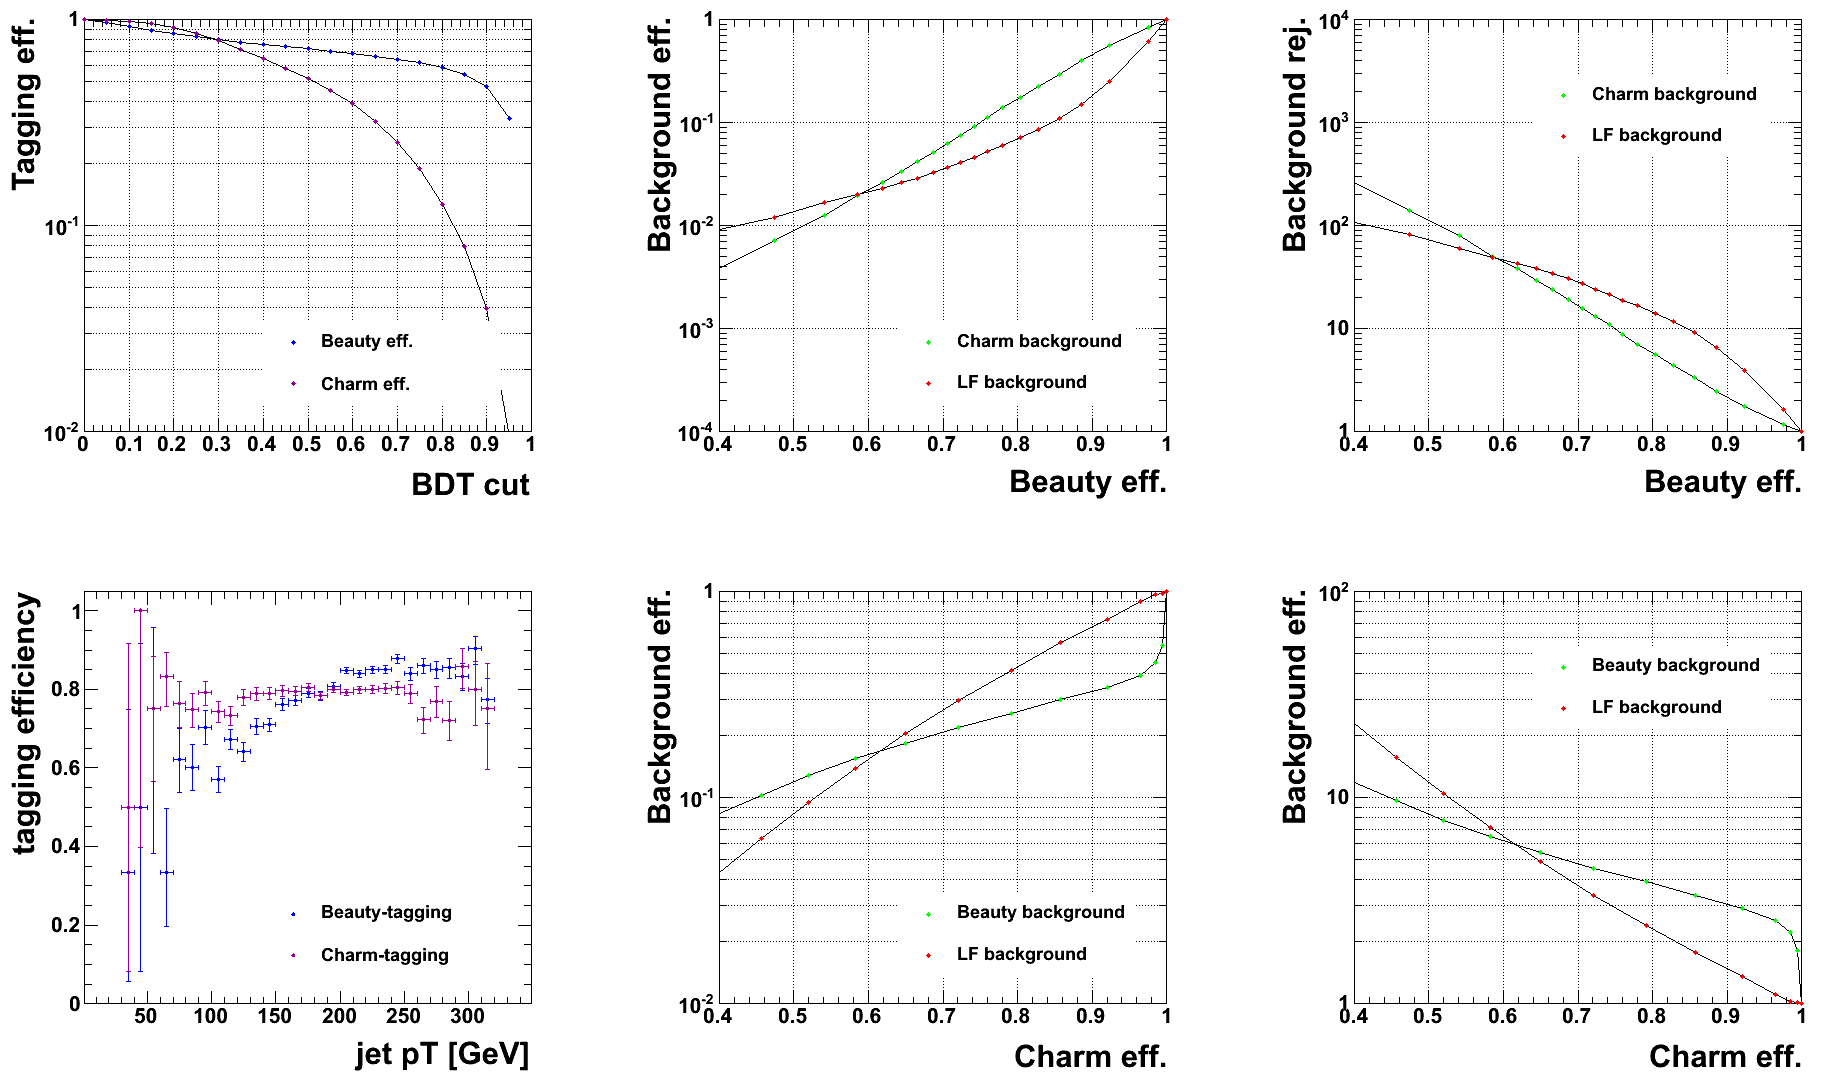 Tagging eff.
1
10-1
10-2
0 0.1 0.2 0.3 0.4 0.5 0.6 0.7 0.8 0.9 1
BDT cut
Beauty eff.
Charm eff.
Background eff.
1
10-1
10-2
10-3
10-4
0.4 0.5 0.6 0.7 0.8 0.9 1
Beauty eff.
Charm background
LF background
Background rej.
104
103
102
10
1
0.4 0.5 0.6 0.7 0.8 0.9 1
Beauty eff.
Charm background
LF background
tagging efficiency
1
0.8
0.6
0.4
0.2
0
50 100 150 200 250 300
jet pT [GeV]
Beauty-tagging
Charm-tagging
Background eff.
1
10-1
10-2
0.4 0.5 0.6 0.7 0.8 0.9 1
Charm eff.
Beauty background
LF background
Background eff.
102
10
1
0.4 0.5 0.6 0.7 0.8 0.9 1
Charm eff.
Beauty background
LF background